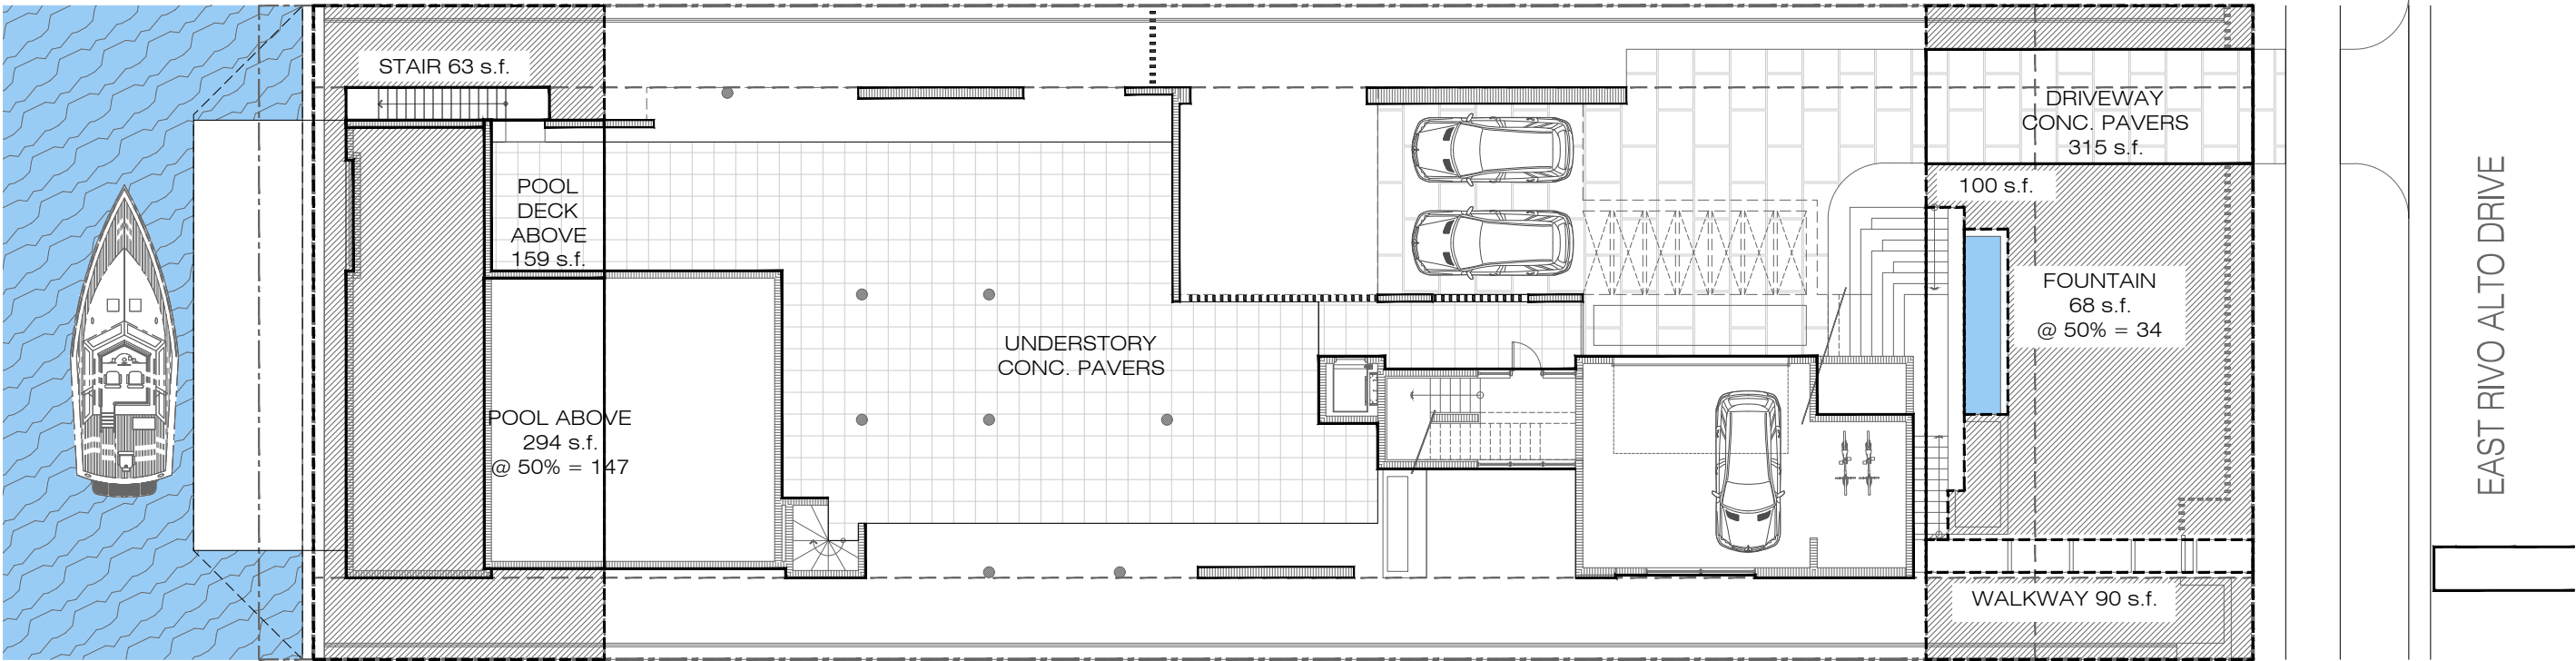 STAIR 63 s.f.
POOL
DECK
ABOVE
159 s.f.
POOL ABOVE
294 s.f.
@ 50% = 147
UNDERSTORY
CONC. PAVERS
DRIVEWAY
CONC. PAVERS
315 s.f.
100 s.f.
FOUNTAIN
68 s.f.
@ 50% = 34
WALKWAY 90 s.f.
EAST RIVO ALTO DRIVE